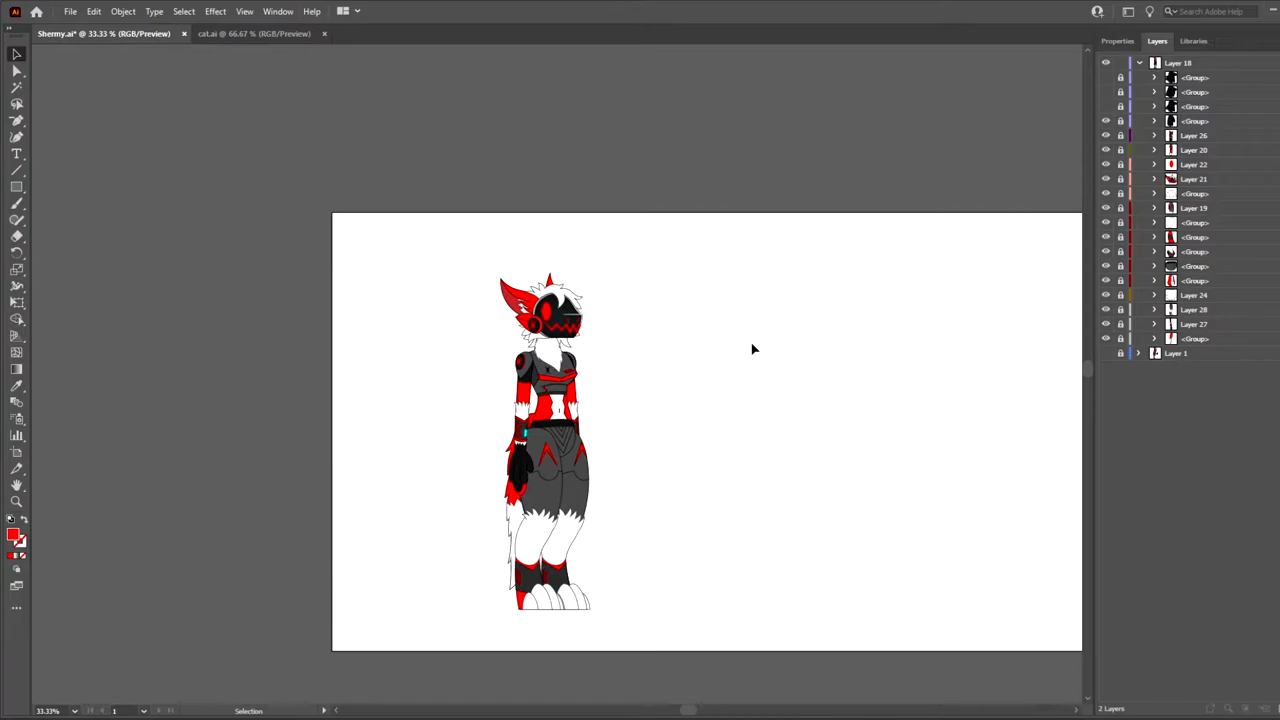 Ai File Edit Object Type Select Effect View Window Help Search Adobe Help
Shermy.ai* @ 33.33 % (RGB/Preview) × cat.ai @ 66.67 % (RGB/Preview) ×
Properties Layers Libraries
Layer 18
<Group>
<Group>
<Group>
<Group>
Layer 26
Layer 20
Layer 22
Layer 21
<Group>
Layer 19
<Group>
<Group>
<Group>
<Group>
<Group>
Layer 24
Layer 28
Layer 27
<Group>
Layer 1
33.33% 1 Selection 2 Layers